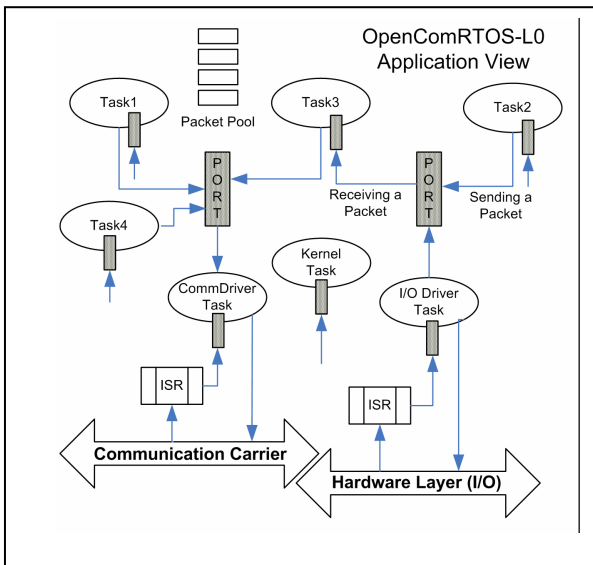 OpenComRTOS-L0
Application View
Task1
Packet Pool
Task3
Task2
P
O
R
T
P
O
R
T
Receiving a
Packet
Sending a
Packet
Task4
Kernel
Task
CommDriver
Task
I/O Driver
Task
ISR
ISR
Communication Carrier
Hardware Layer (I/O)